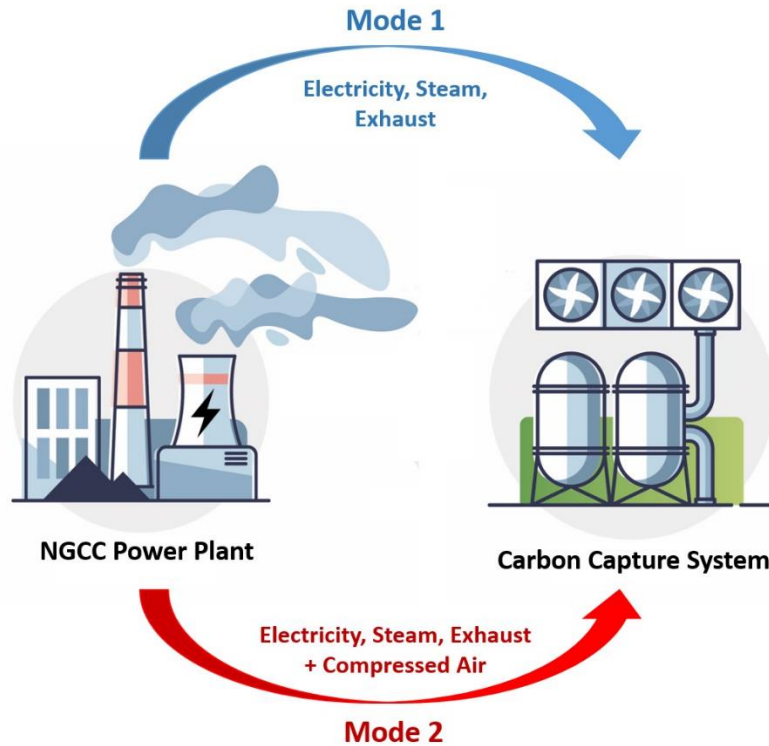 Mode 1
Electricity, Steam,
Exhaust
NGCC Power Plant
Carbon Capture System
Electricity, Steam, Exhaust
+ Compressed Air
Mode 2